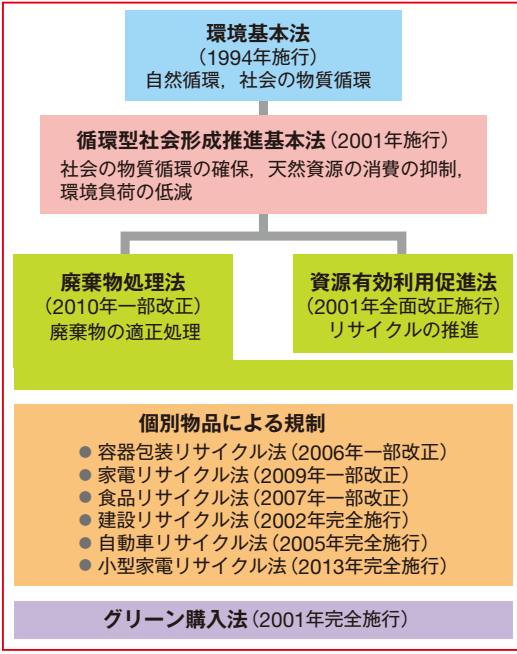 環境基本法
(1994年施行)
自然循環，社会の物質循環
循環型社会形成推進基本法(2001年施行)
社会の物質循環の確保，天然資源の消費の抑制，
環境負荷の低減
廃棄物処理法
(2010年一部改正)
廃棄物の適正処理
資源有効利用促進法
(2001年全面改正施行)
リサイクルの推進
個別物品による規制
● 容器包装リサイクル法(2006年一部改正)
● 家電リサイクル法(2009年一部改正)
● 食品リサイクル法(2007年一部改正)
● 建設リサイクル法(2002年完全施行)
● 自動車リサイクル法(2005年完全施行)
● 小型家電リサイクル法(2013年完全施行)
グリーン購入法(2001年完全施行)